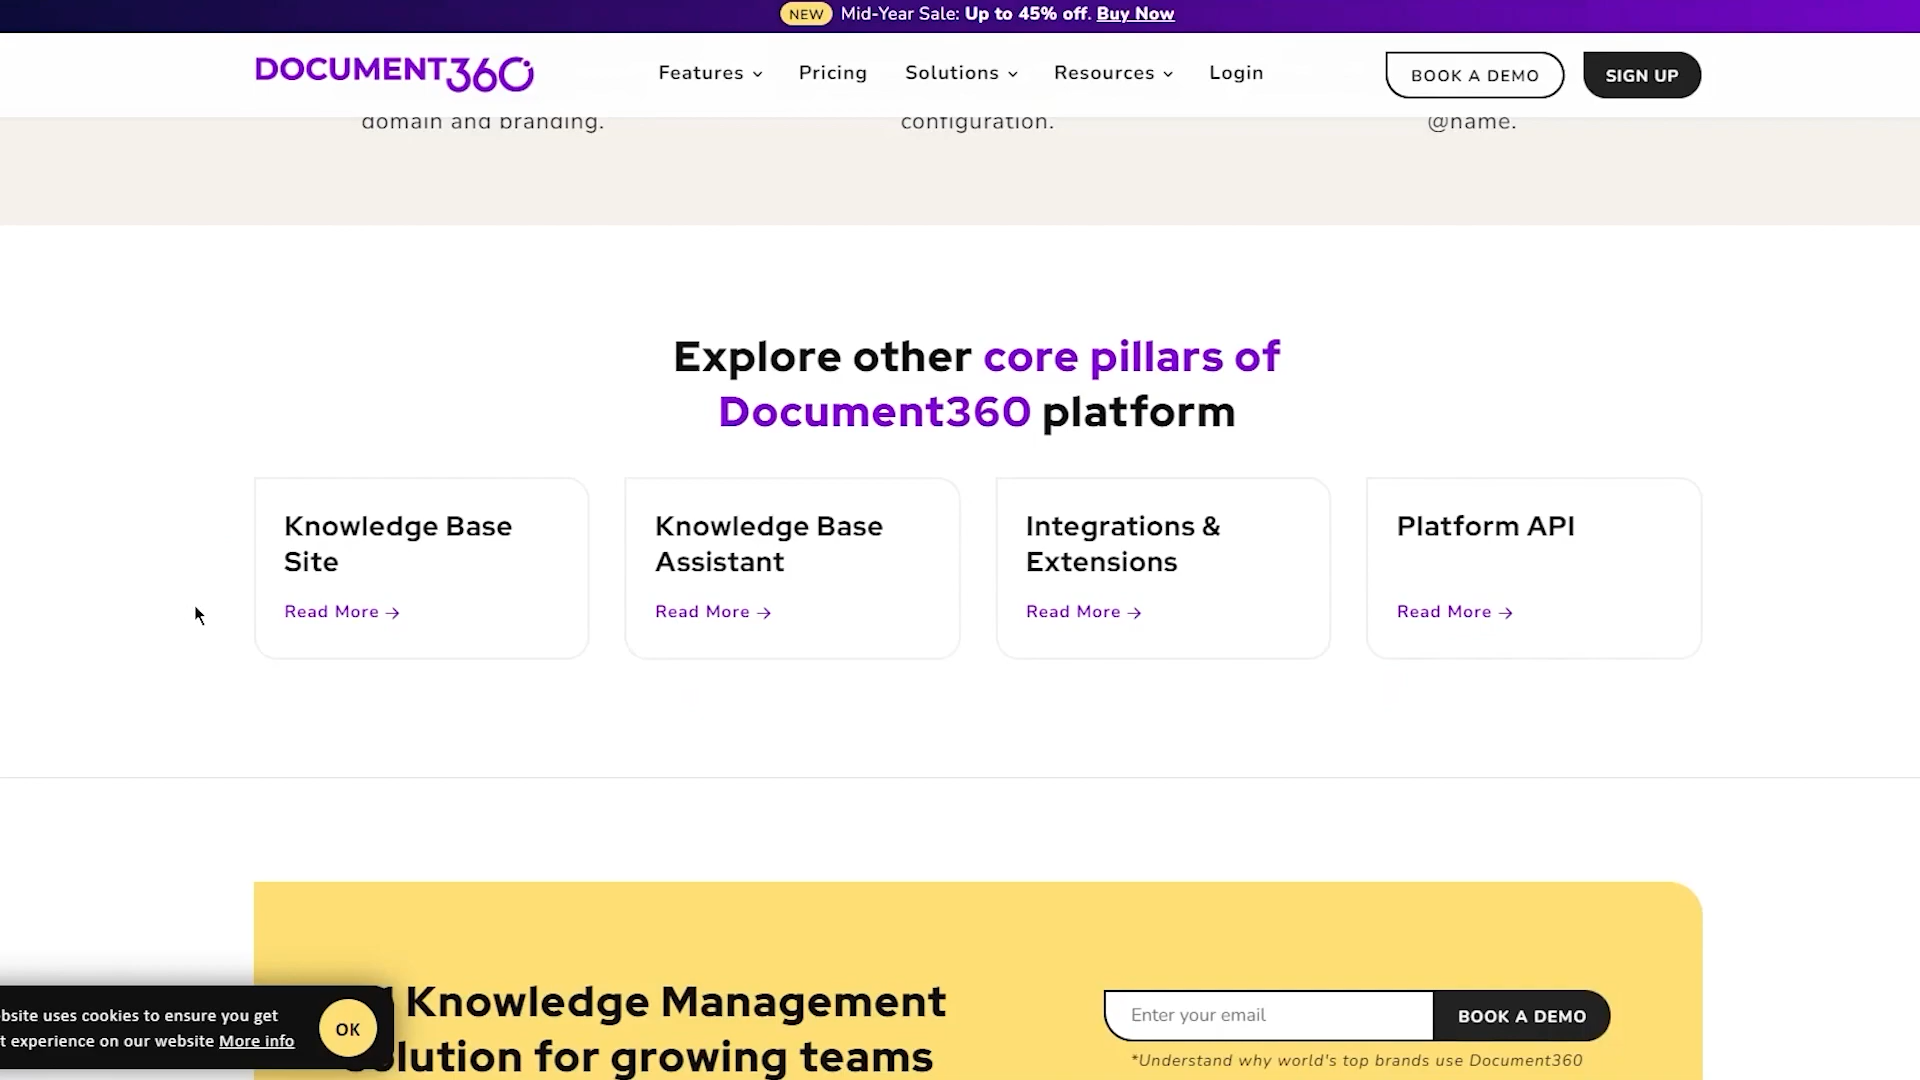 NEW Mid-Year Sale: Up to 45% off. Buy Now
DOCUMENT360 Features Pricing Solutions Resources Login BOOK A DEMO SIGN UP
domain and branding. configuration. @name.
Explore other core pillars of
Document360 platform
Knowledge Base
Site
Read More →
Knowledge Base
Assistant
Read More →
Integrations &
Extensions
Read More →
Platform API
Read More →
Knowledge Management
lution for growing teams
Enter your email BOOK A DEMO
*Understand why world's top brands use Document360
bsite uses cookies to ensure you get
t experience on our website More info
OK